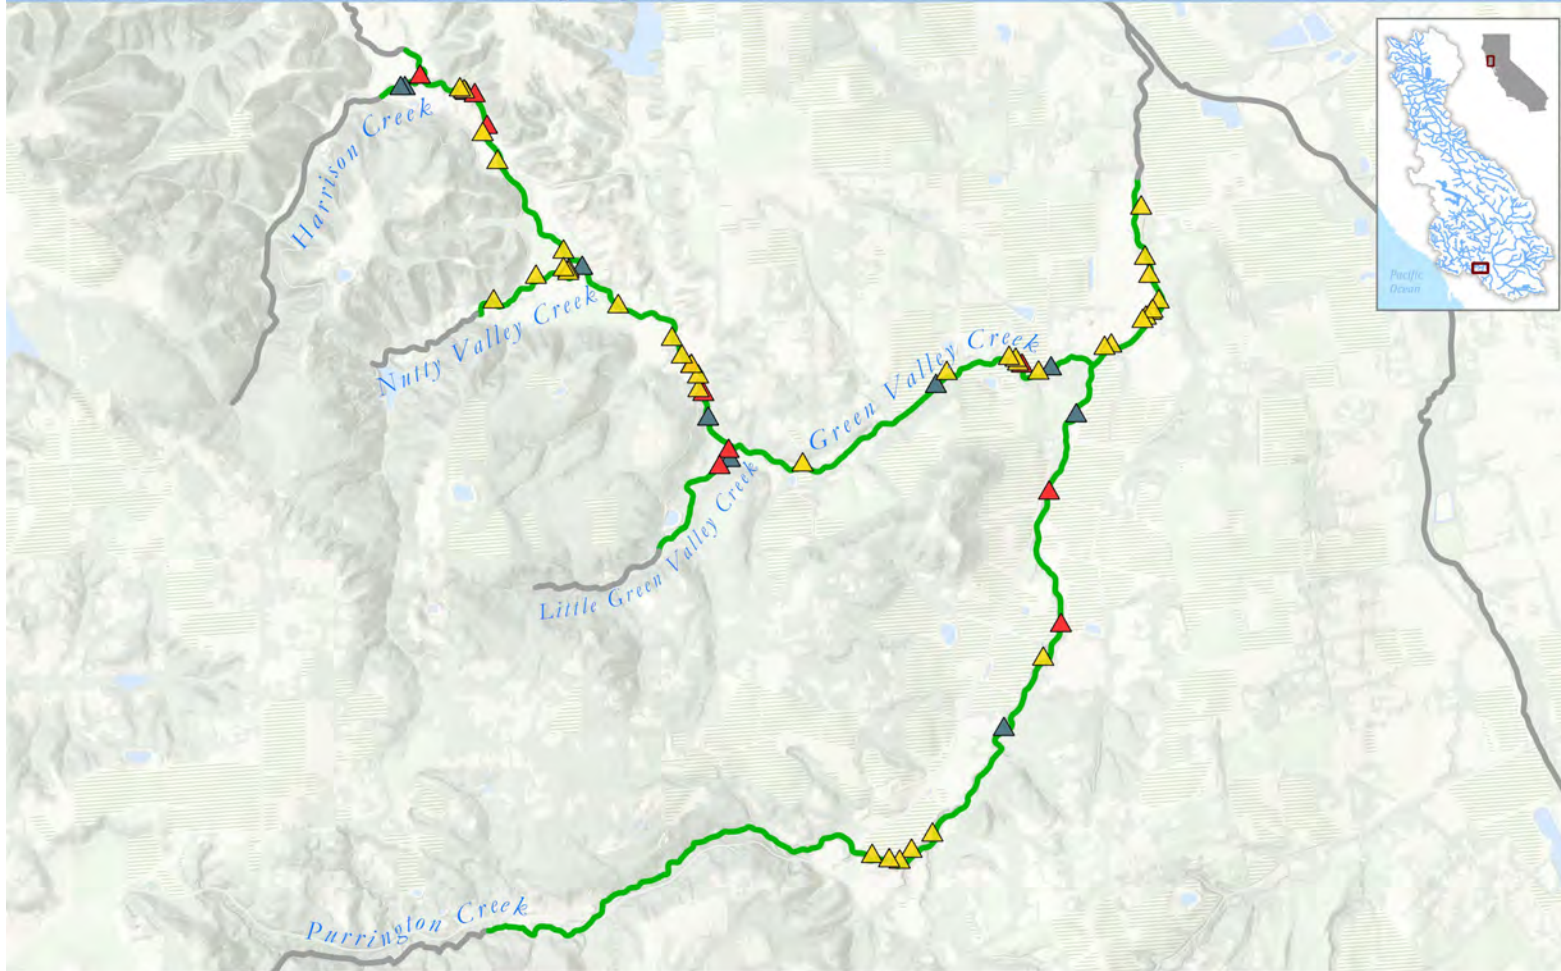 Harrison Creek
Pacific
Ocean
Nutty Valley Creek
Green Valley Creek
Little Green Valley Creek
Purrington Creek